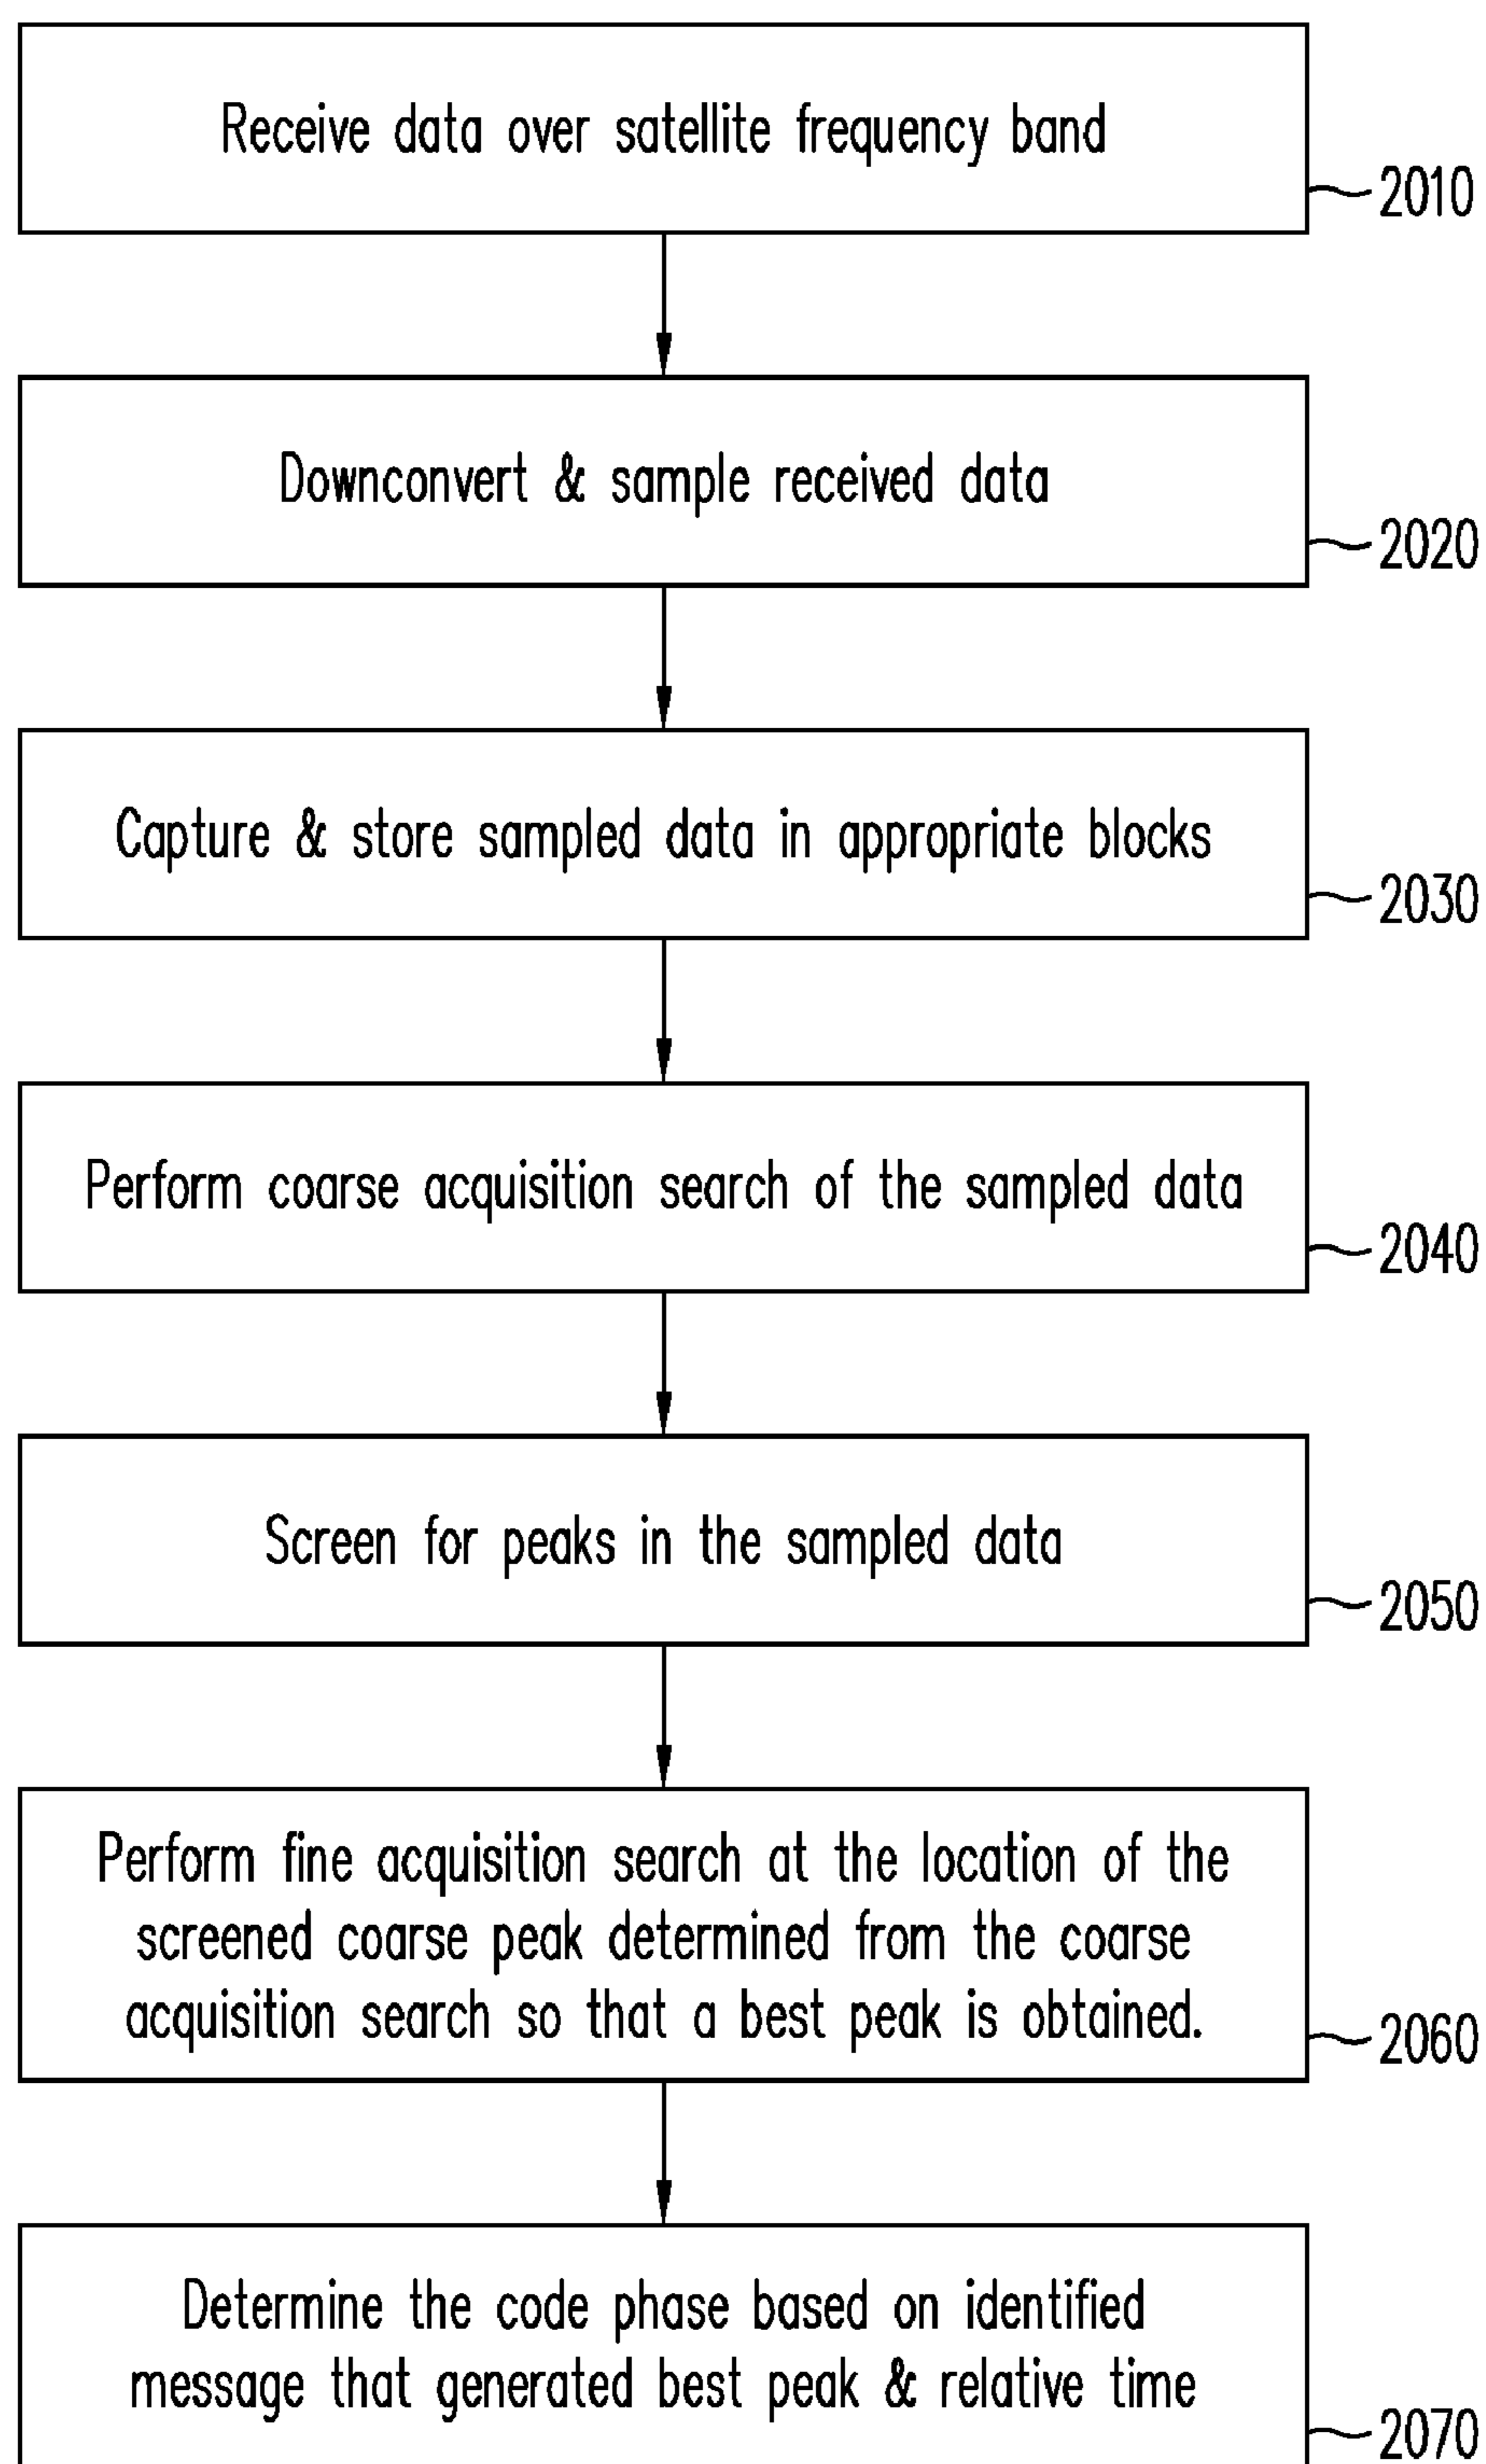 Receive data over satellite frequency band
2010
Downconvert & sample received data
2020
Capture & store sampled data in appropriate blocks
2030
Perform coarse acquisition search of the sampled data
2040
Screen for peaks in the sampled data
2050
Perform fine acquisition search at the location of the
screened coarse peak determined from the coarse
acquisition search so that a best peak is obtained.
2060
Determine the code phase based on identified
message that generated best peak & relative time
2070